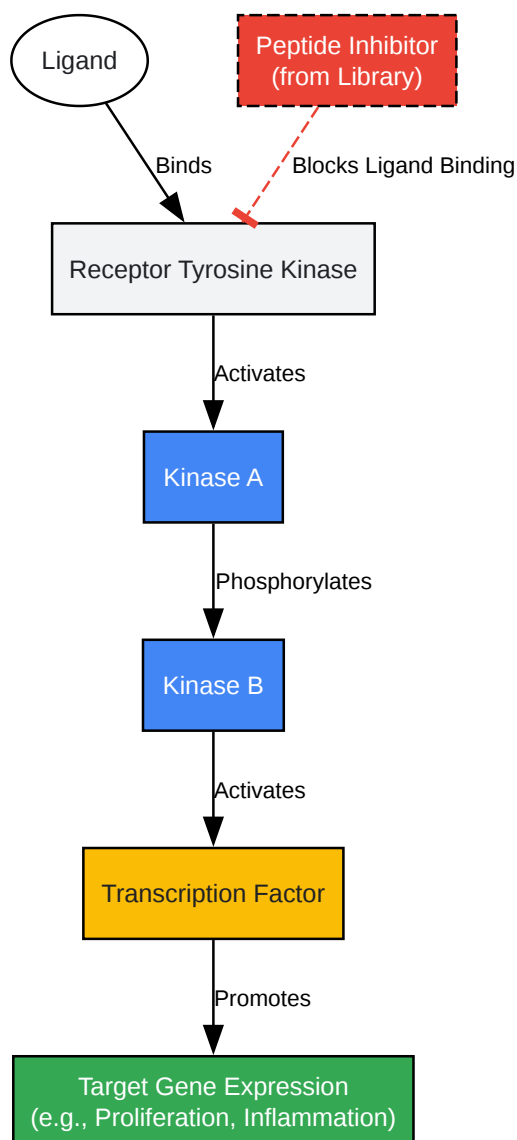 Ligand
Peptide Inhibitor
(from Library)
Binds
Blocks Ligand Binding
Receptor Tyrosine Kinase
Activates
Kinase A
Phosphorylates
Kinase B
Activates
Transcription Factor
Promotes
Target Gene Expression
(e.g., Proliferation, Inflammation)